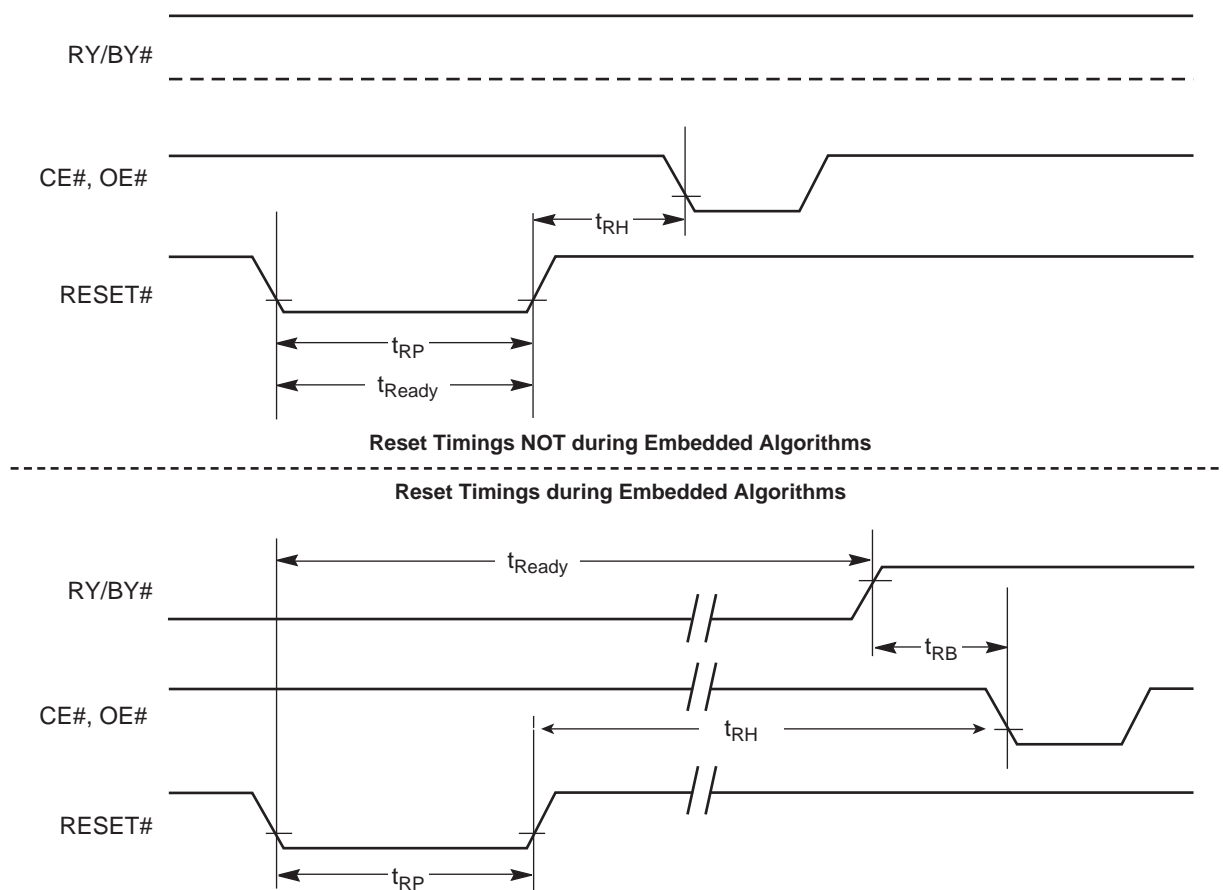 RY/BY#
CE#, OE#
tRH
RESET#
tRP
tReady
Reset Timings NOT during Embedded Algorithms
Reset Timings during Embedded Algorithms
tReady
RY/BY#
tRB
CE#, OE#
tRH
RESET#
tRP